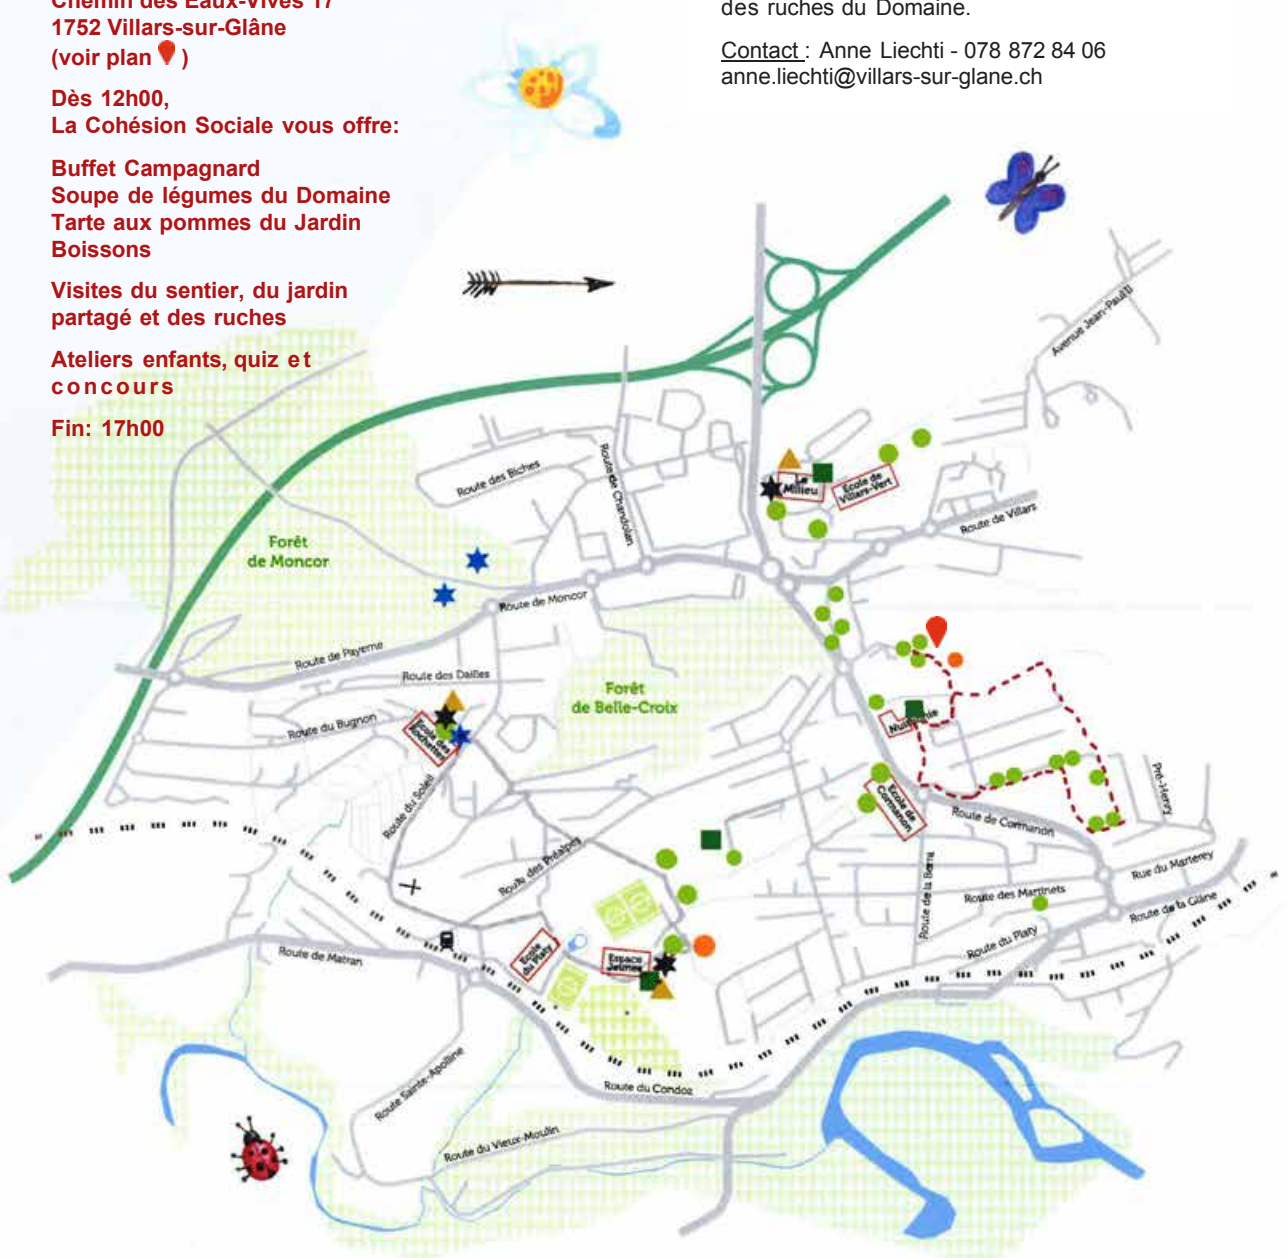 Chemin des Eaux-Vives 17
1752 Villars-sur-Glâne
(voir plan )
Dès 12h00,
La Cohésion Sociale vous offre:
Buffet Campagnard
Soupe de légumes du Domaine
Tarte aux pommes du Jardin
Boissons
Visites du sentier, du jardin
partagé et des ruches
Ateliers enfants, quiz et
concours
Fin: 17h00
des ruches du Domaine.
Contact : Anne Liechti - 078 872 84 06
anne.liechti@villars-sur-glane.ch
Avenue Jean-Paul II
Route des Biches
Route de Chandolan
Le
Milieu
Ecole de
Villars-Vert
Route de Villars
Forêt
de Moncor
Route de Moncor
Route de Payerne
Route des Dailles
Forêt
de Belle-Croix
Route du Bugnon
Ecole des
Rochettes
Route du Soleil
Ecole de
Cormanon
Route de Cormanon
Pré-Henry
Route des Préalpes
Route de la Berra
Rue du Marterey
Route des Martinets
Route de la Glâne
Route du Platy
Route de Matran
Ecole
du Platy
Espace
Jeunes
Route Sainte-Apolline
Route du Condoz
Route du Vieux-Moulin